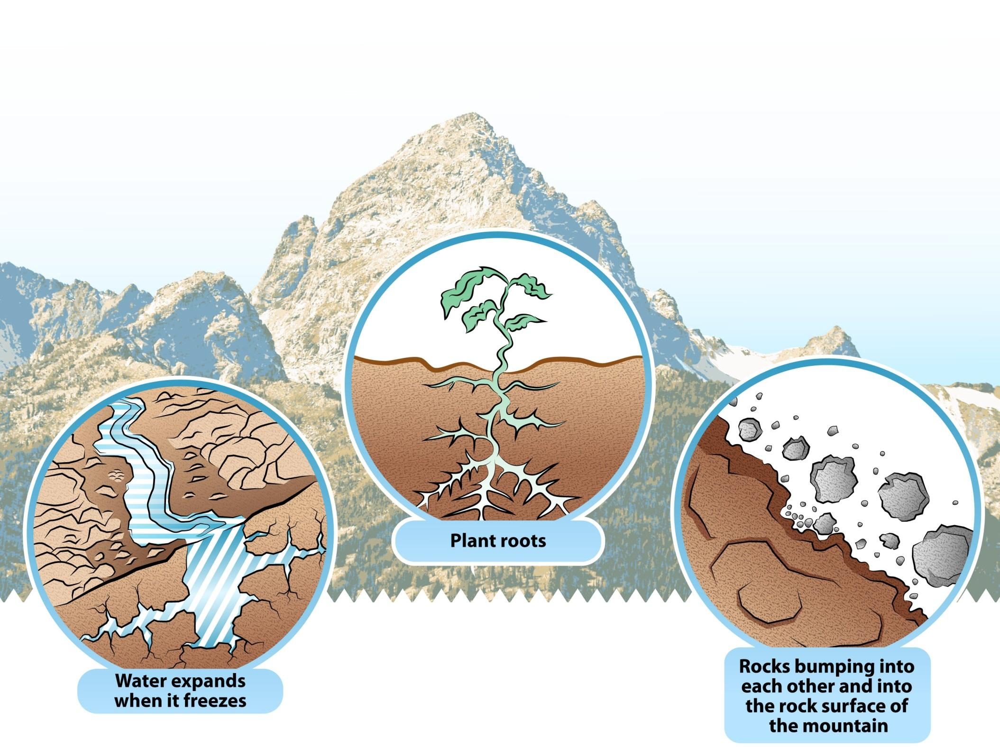 Water expands
when it freezes
Plant roots
Rocks bumping into
each other and into
the rock surface of
the mountain